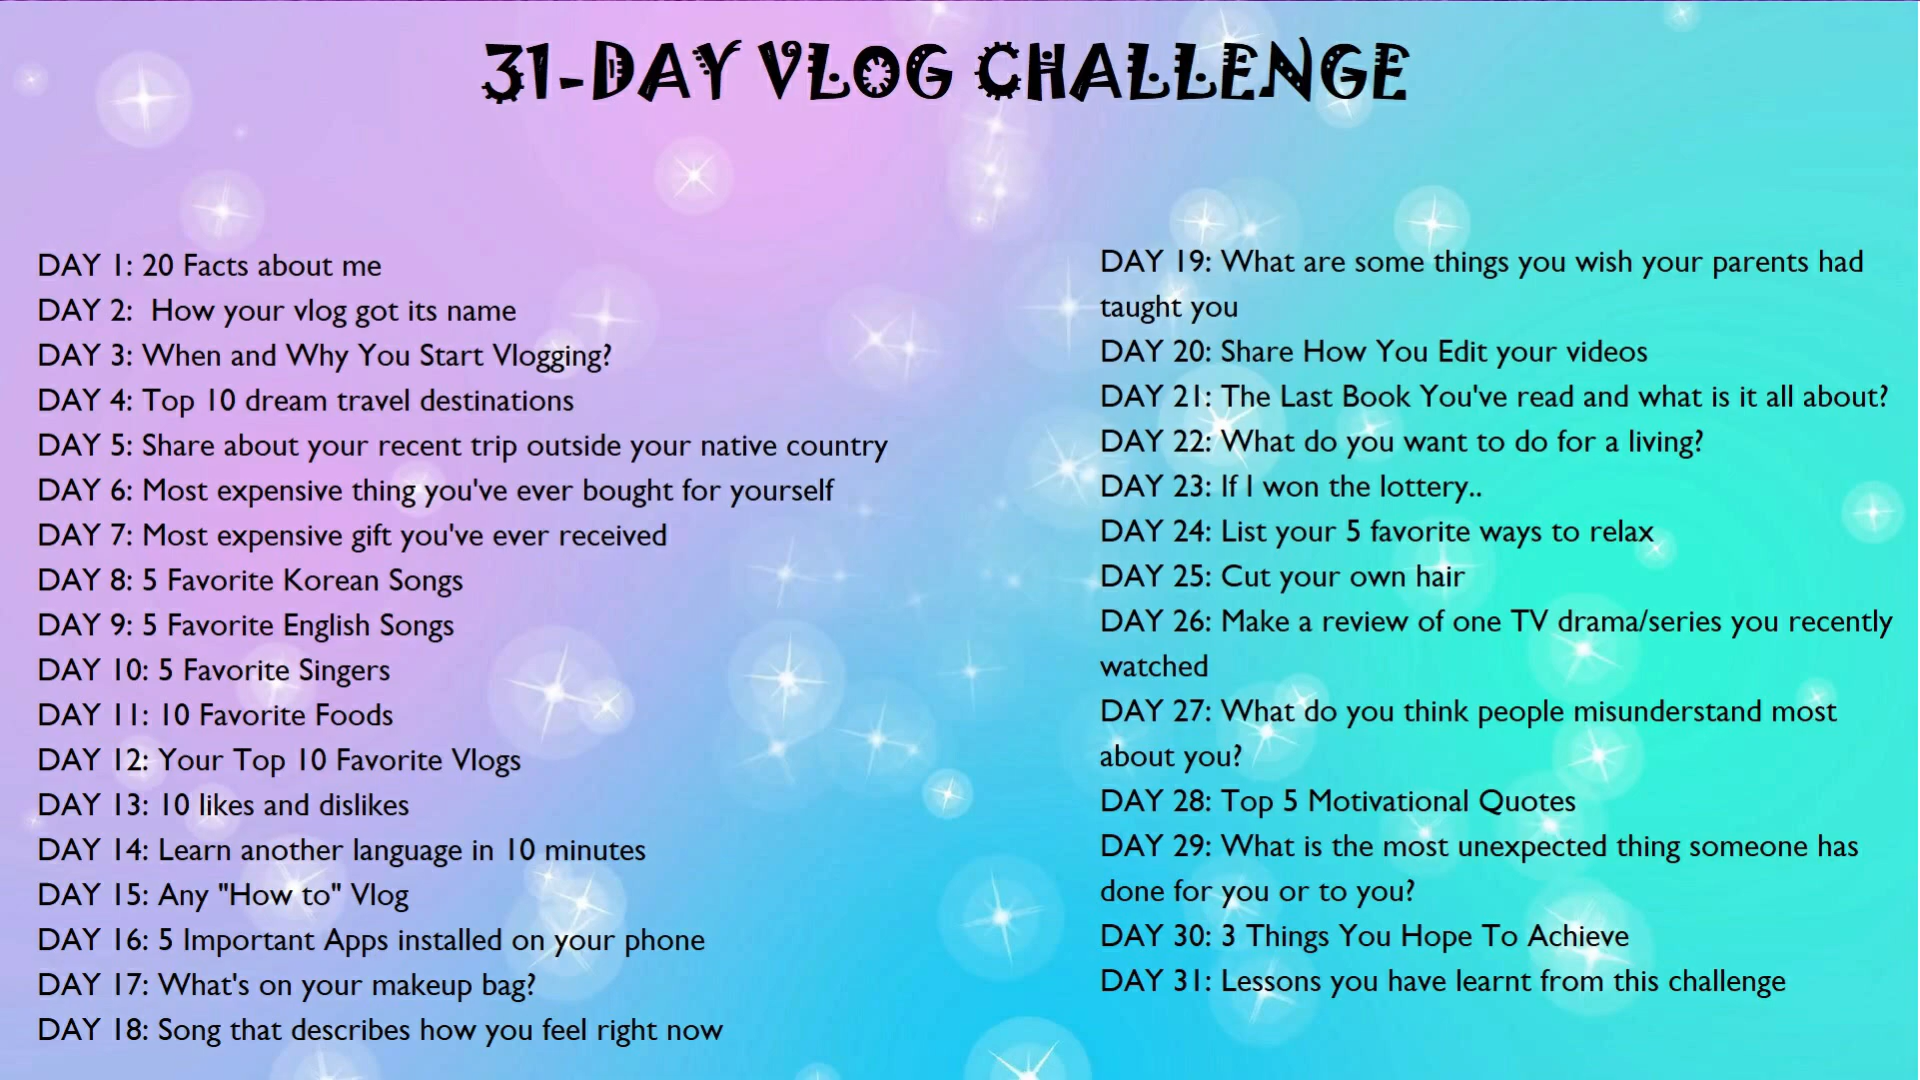 31-DAY VLOG CHALLENGE
DAY 1: 20 Facts about me
DAY 2:  How your vlog got its name
DAY 3: When and Why You Start Vlogging?
DAY 4: Top 10 dream travel destinations
DAY 5: Share about your recent trip outside your native country
DAY 6: Most expensive thing you've ever bought for yourself
DAY 7: Most expensive gift you've ever received
DAY 8: 5 Favorite Korean Songs
DAY 9: 5 Favorite English Songs
DAY 10: 5 Favorite Singers
DAY 11: 10 Favorite Foods
DAY 12: Your Top 10 Favorite Vlogs
DAY 13: 10 likes and dislikes
DAY 14: Learn another language in 10 minutes
DAY 15: Any "How to" Vlog
DAY 16: 5 Important Apps installed on your phone
DAY 17: What's on your makeup bag?
DAY 18: Song that describes how you feel right now
DAY 19: What are some things you wish your parents had
taught you
DAY 20: Share How You Edit your videos
DAY 21: The Last Book You've read and what is it all about?
DAY 22: What do you want to do for a living?
DAY 23: If I won the lottery..
DAY 24: List your 5 favorite ways to relax
DAY 25: Cut your own hair
DAY 26: Make a review of one TV drama/series you recently
watched
DAY 27: What do you think people misunderstand most
about you?
DAY 28: Top 5 Motivational Quotes
DAY 29: What is the most unexpected thing someone has
done for you or to you?
DAY 30: 3 Things You Hope To Achieve
DAY 31: Lessons you have learnt from this challenge